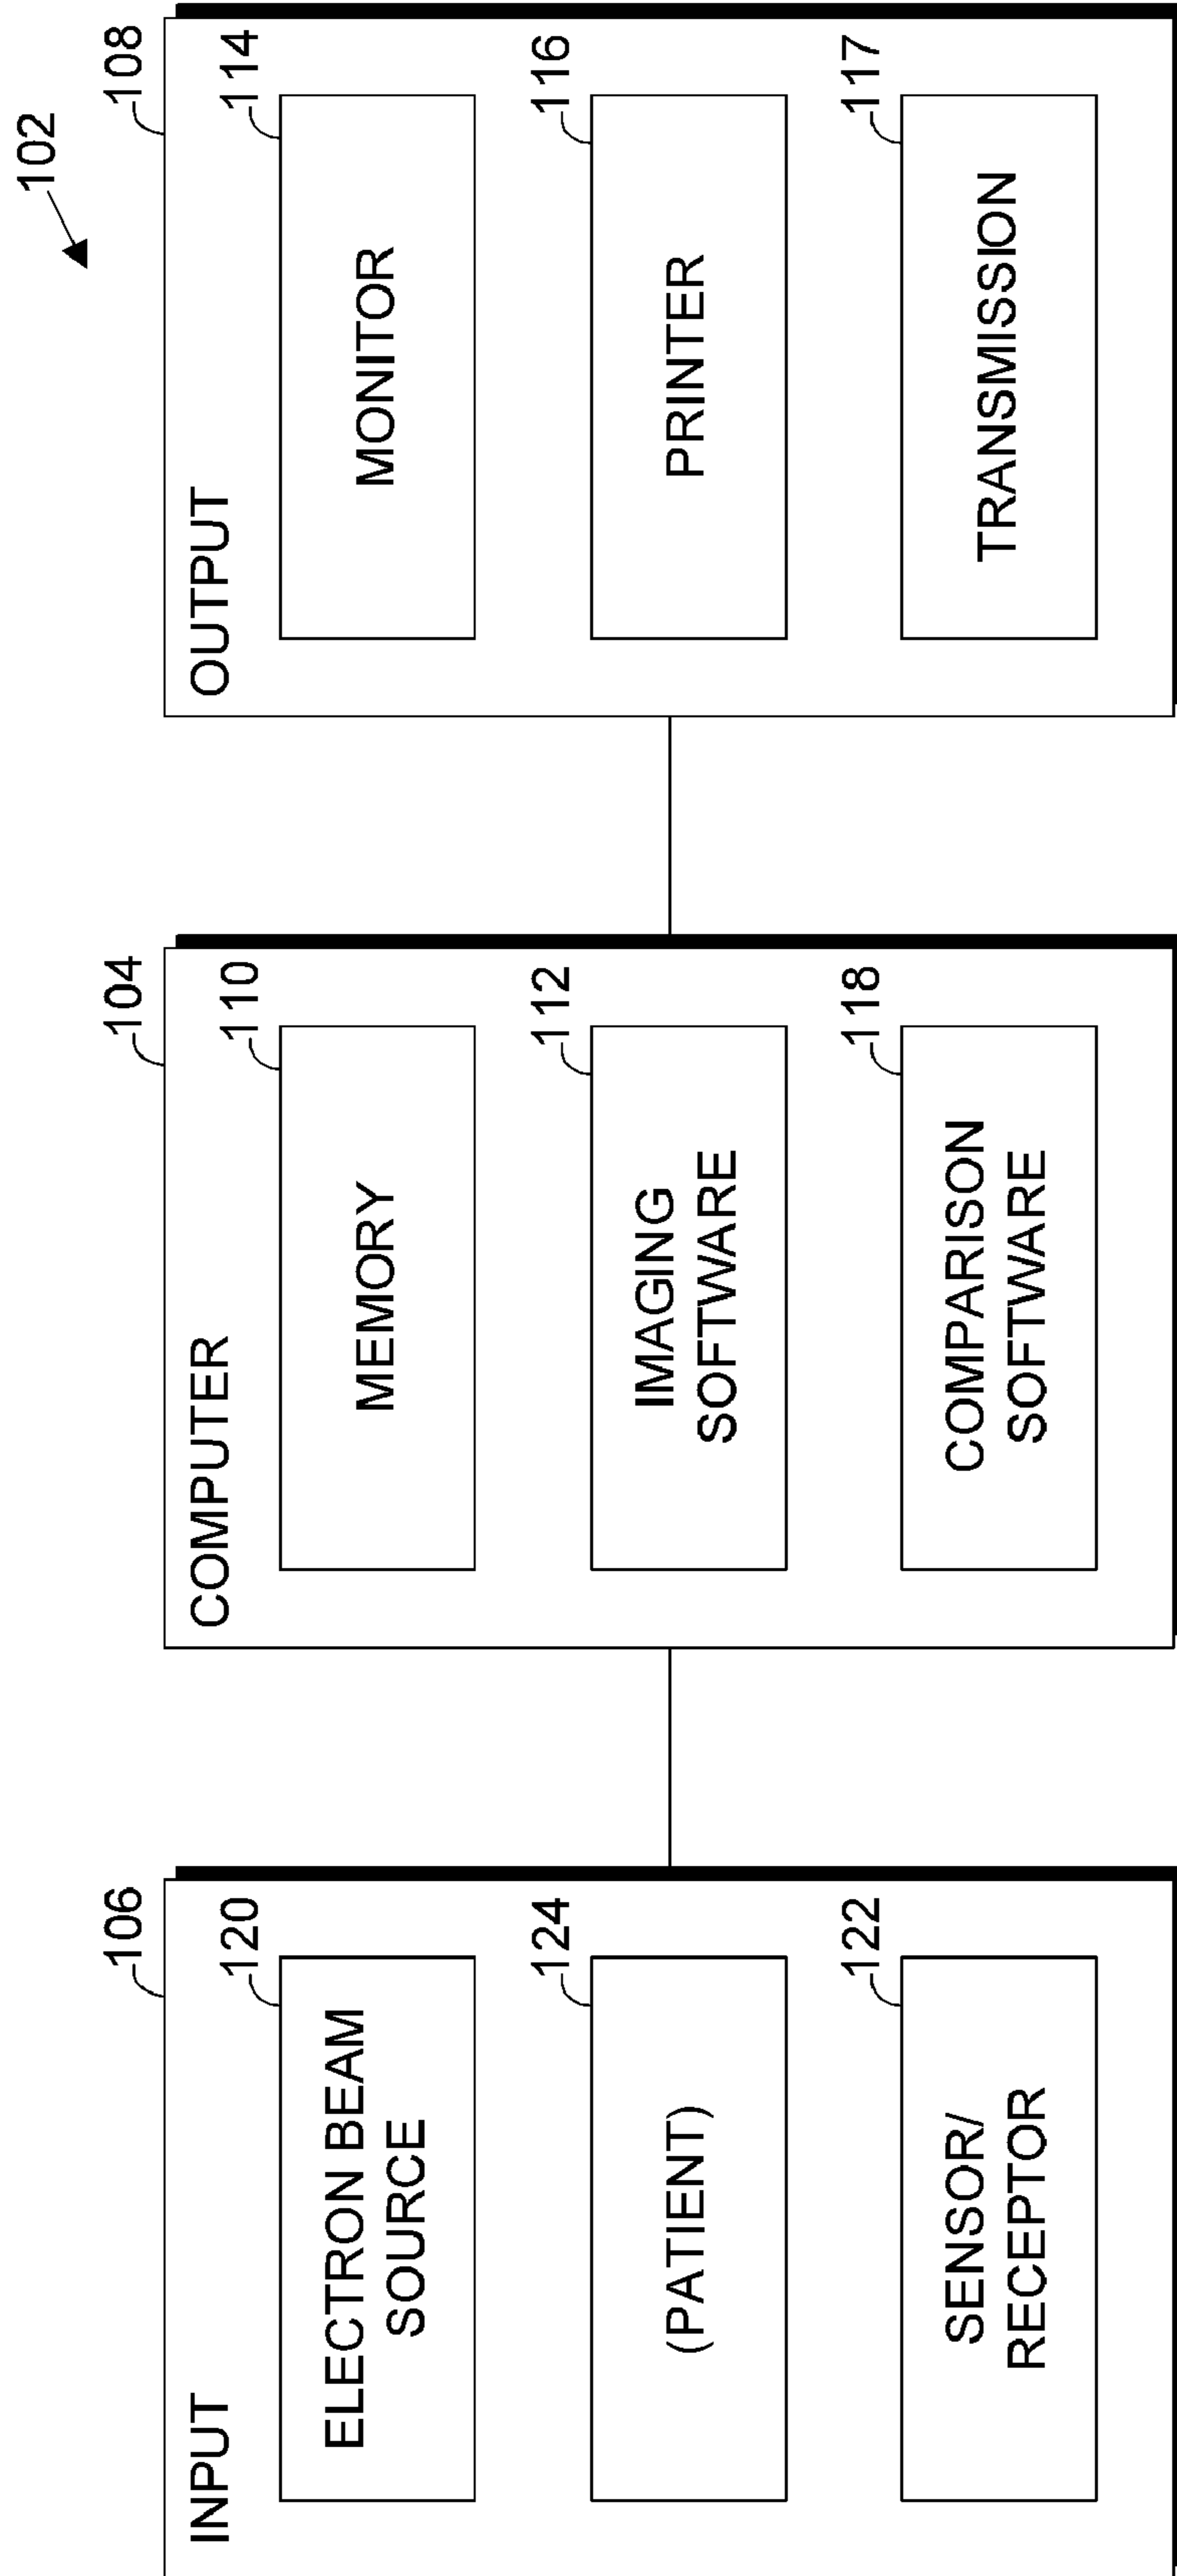 102
106
INPUT
120
ELECTRON BEAM
SOURCE
124
(PATIENT)
122
SENSOR/
RECEPTOR
104
COMPUTER
110
MEMORY
112
IMAGING
SOFTWARE
118
COMPARISON
SOFTWARE
108
OUTPUT
114
MONITOR
116
PRINTER
117
TRANSMISSION